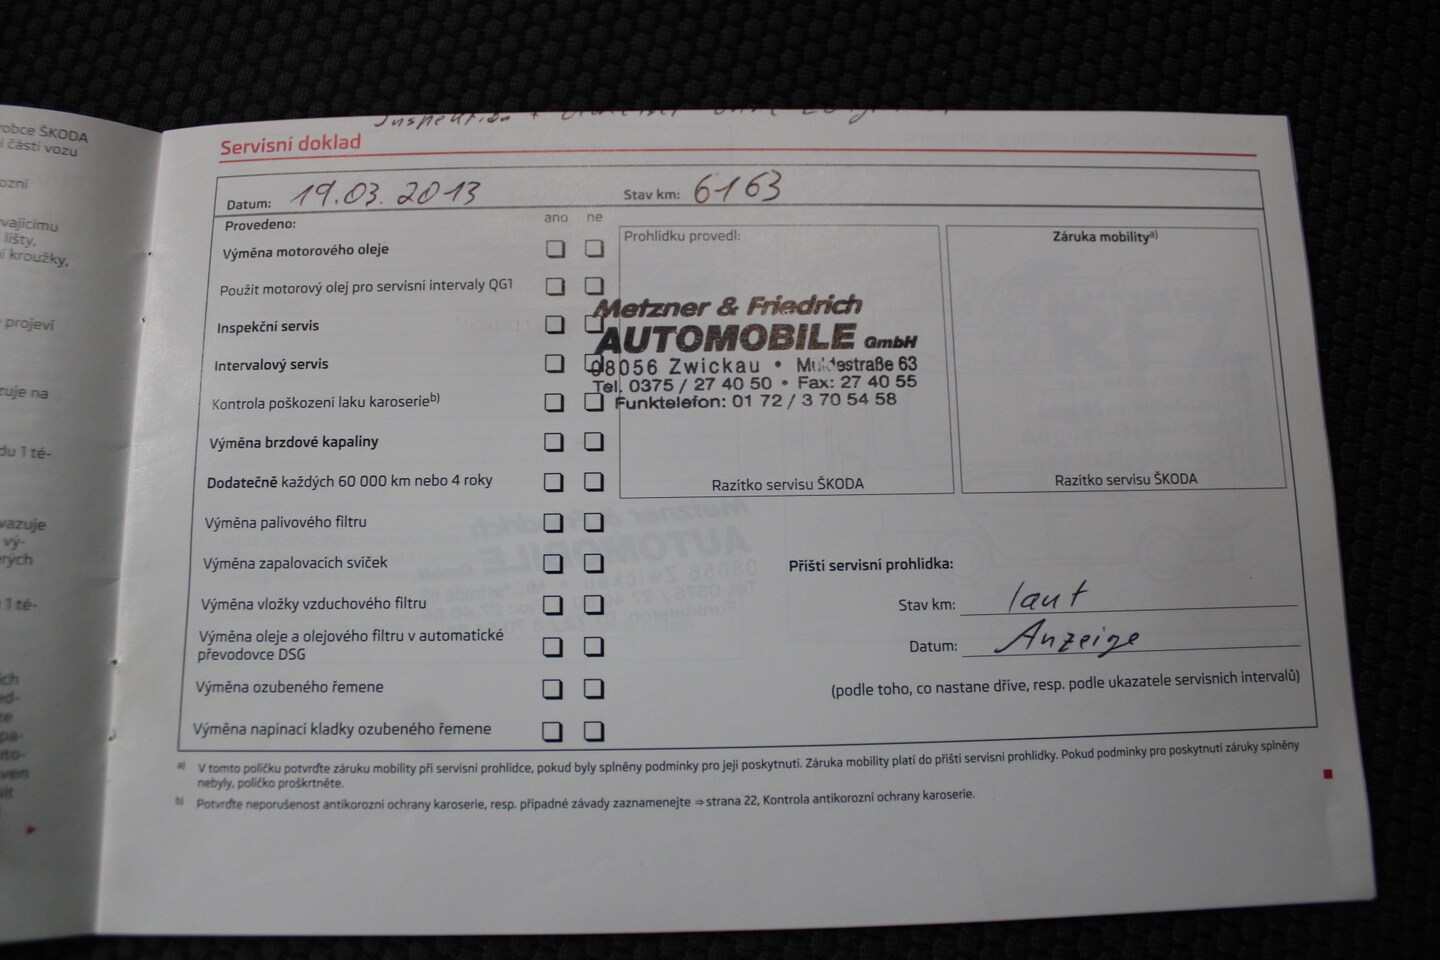 robce ŠKODA
í části vozu
ozní
vajícímu
lišty,
í kroužky,
projeví
zuje na
du 1 tě-
vazuje
vý-
rých
1 tě-
ich
Inspektion +
Servisní doklad
Datum: 19.03.2013 Stav km: 6163
Provedeno: ano ne
Výměna motorového oleje
Použit motorový olej pro servisní intervaly QG1
Inspekční servis
Intervalový servis
Kontrola poškození laku karoserie b)
Výměna brzdové kapaliny
Dodatečně každých 60 000 km nebo 4 roky
Výměna palivového filtru
Výměna zapalovacích svíček
Výměna vložky vzduchového filtru
Výměna oleje a olejového filtru v automatické
převodovce DSG
Výměna ozubeného řemene
Výměna napínací kladky ozubeného řemene
Prohlídku provedl:
Metzner & Friedrich
AUTOMOBILE GmbH
08056 Zwickau • Muldestraße 63
Tel. 0375 / 27 40 50 • Fax: 27 40 55
Funktelefon: 01 72 / 3 70 54 58
Razítko servisu ŠKODA
Záruka mobility a)
Razítko servisu ŠKODA
Příští servisní prohlídka:
Stav km: laut
Datum: Anzeige
(podle toho, co nastane dříve, resp. podle ukazatele servisních intervalů)
a) V tomto políčku potvrďte záruku mobility při servisní prohlídce, pokud byly splněny podmínky pro její poskytnutí. Záruka mobility platí do příští servisní prohlídky. Pokud podmínky pro poskytnutí záruky splněny
nebyly, políčko proškrtněte.
b) Potvrďte neporušenost antikorozní ochrany karoserie, resp. případné závady zaznamenejte ⇒ strana 22, Kontrola antikorozní ochrany karoserie.